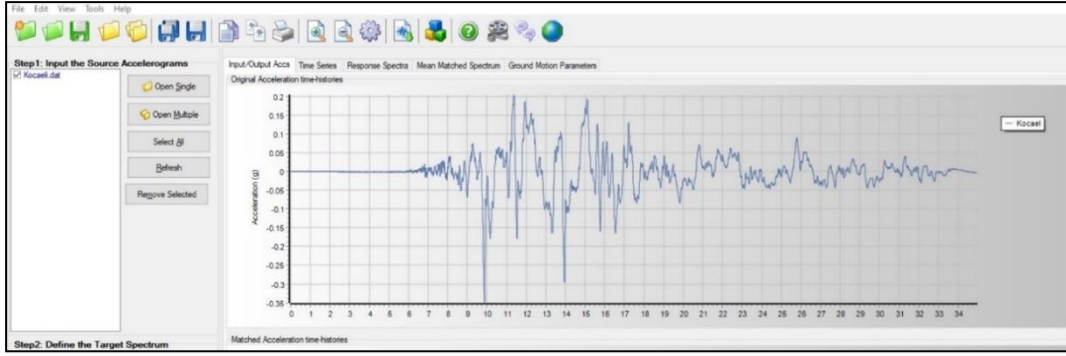 File Edit View Tools Help
Step1: Input the Source Accelerograms
Kocaeli.dat
Open Single
Open Multiple
Select All
Refresh
Remove Selected
Step2: Define the Target Spectrum
Input/Output Accs Time Series Response Spectra Mean Matched Spectrum Ground Motion Parameters
Original Acceleration time-histories
Kocael
Acceleration (g)
0.2
0.15
0.1
0.05
0
-0.05
-0.1
-0.15
-0.2
-0.25
-0.3
-0.35
0 1 2 3 4 5 6 7 8 9 10 11 12 13 14 15 16 17 18 19 20 21 22 23 24 25 26 27 28 29 30 31 32 33 34
Matched Acceleration time-histories